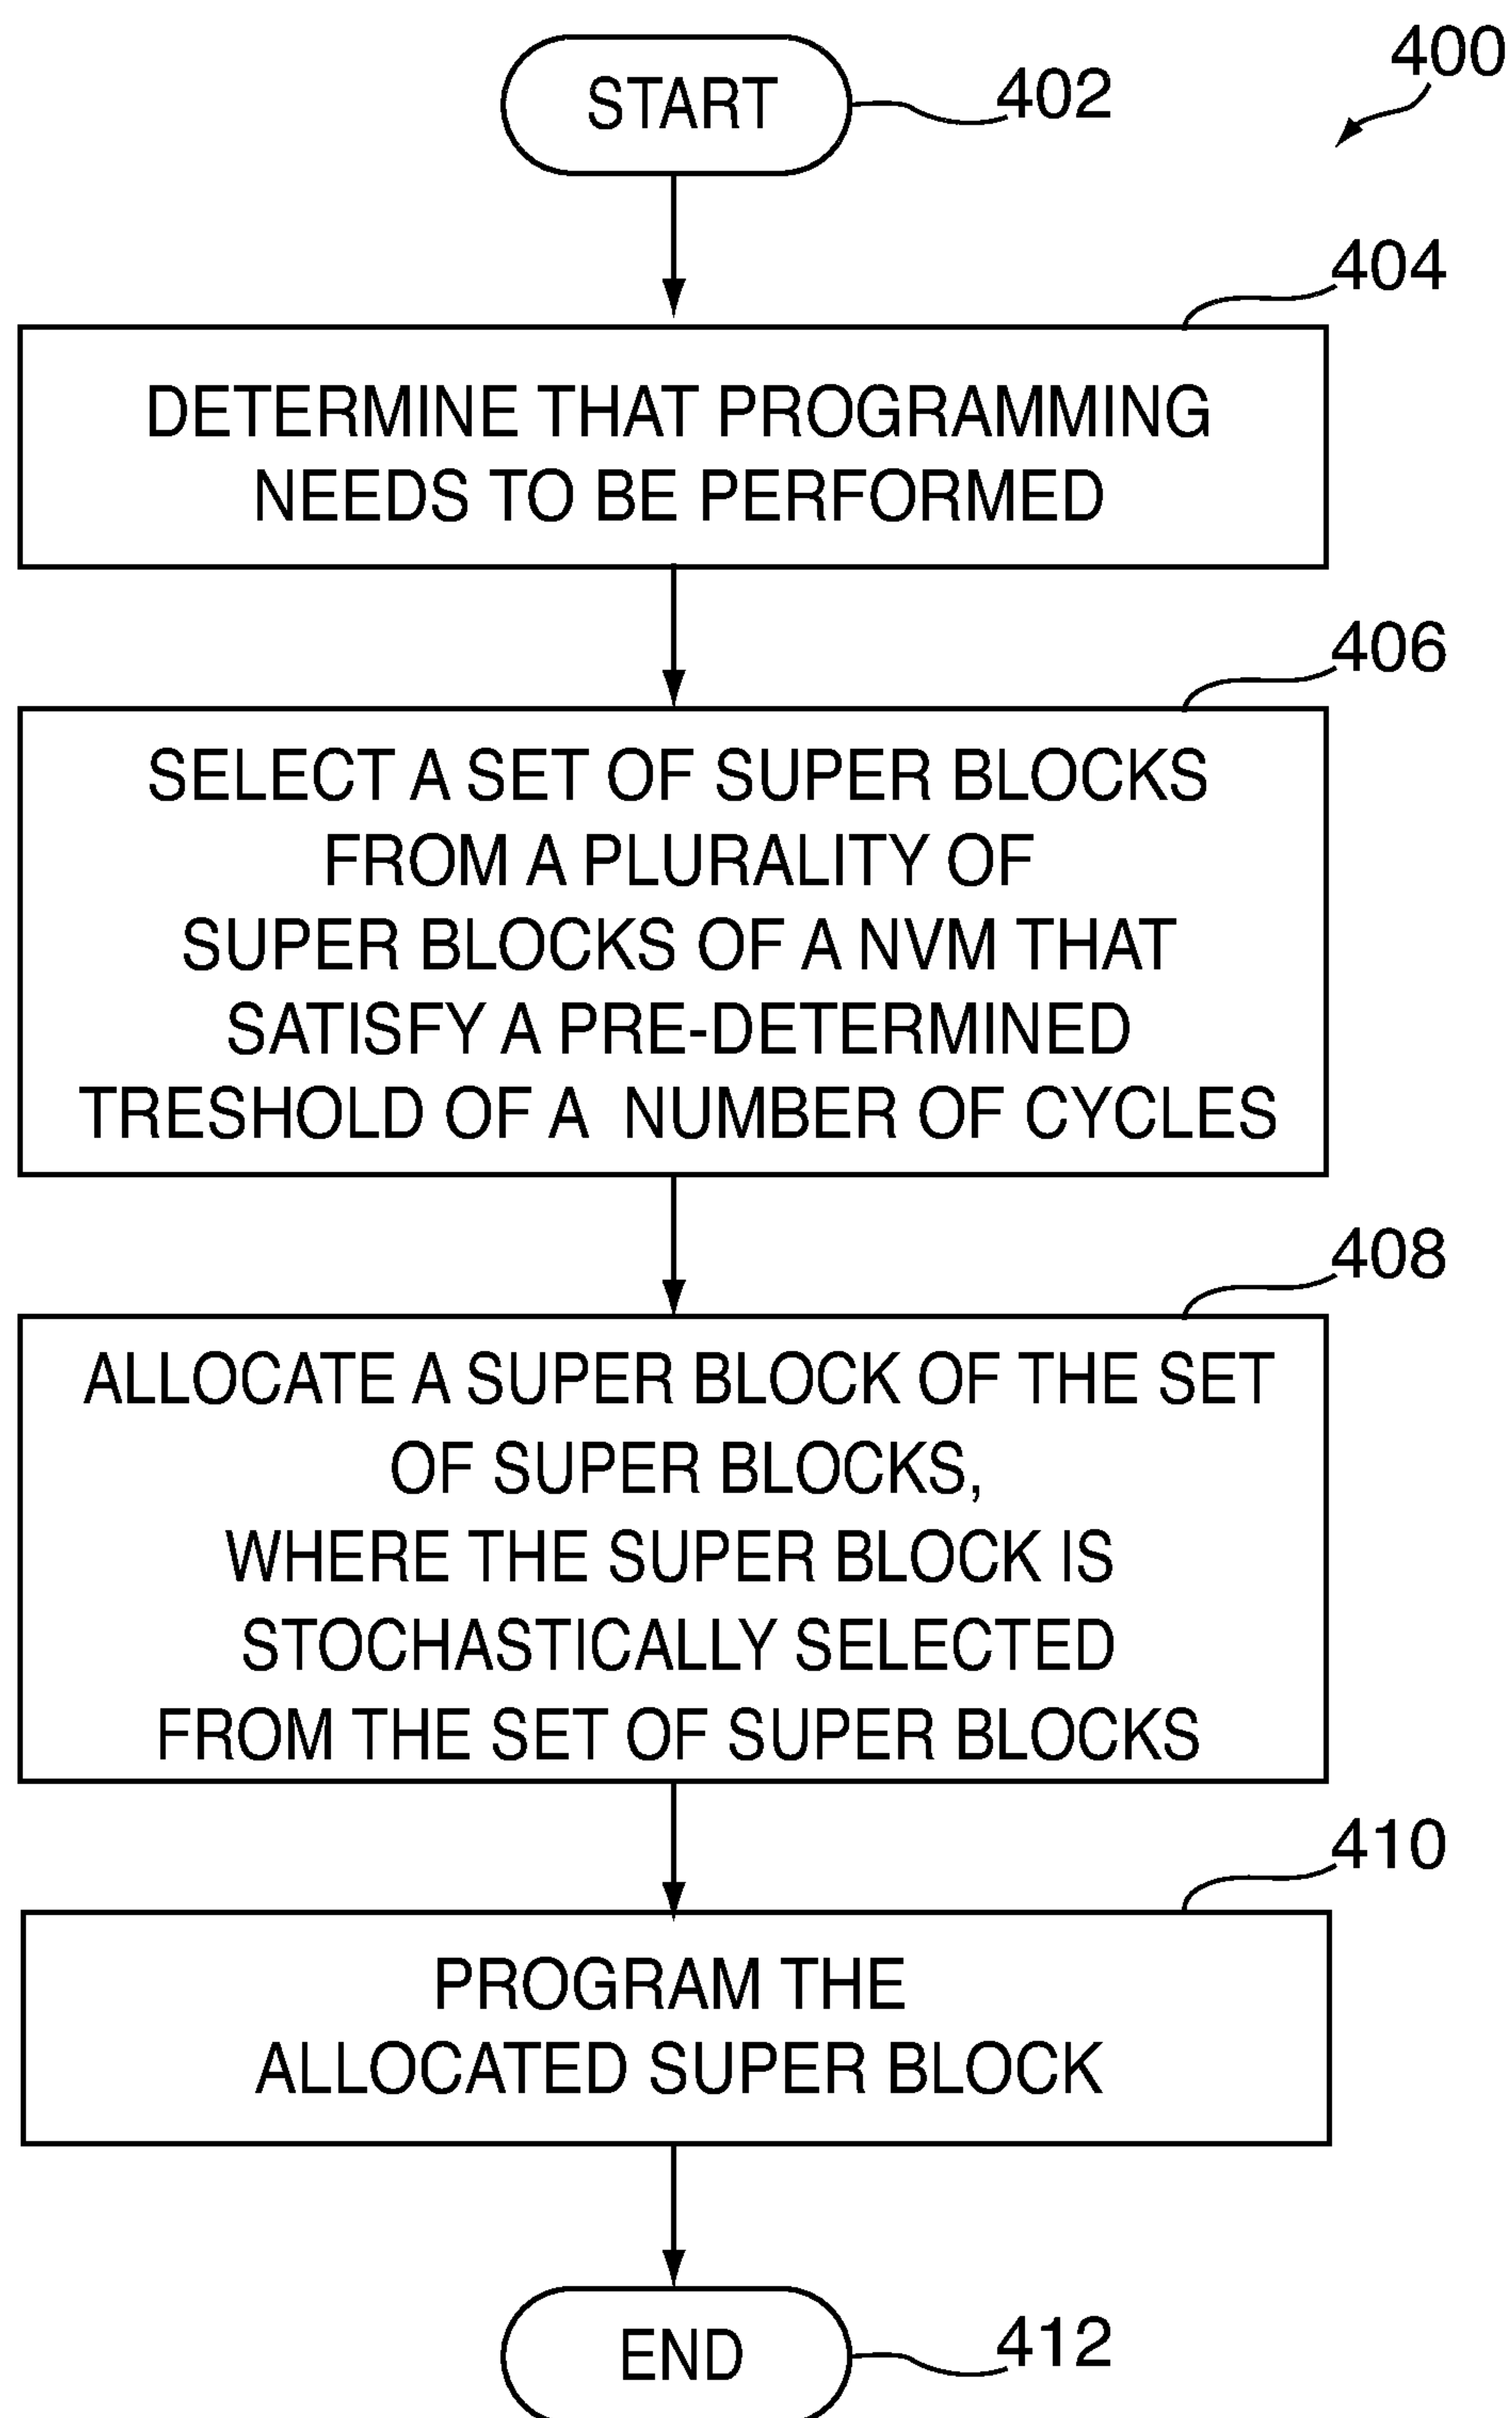 400
START
402
404
DETERMINE THAT PROGRAMMING
NEEDS TO BE PERFORMED
406
SELECT A SET OF SUPER BLOCKS
FROM A PLURALITY OF
SUPER BLOCKS OF A NVM THAT
SATISFY A PRE-DETERMINED
TRESHOLD OF A NUMBER OF CYCLES
408
ALLOCATE A SUPER BLOCK OF THE SET
OF SUPER BLOCKS,
WHERE THE SUPER BLOCK IS
STOCHASTICALLY SELECTED
FROM THE SET OF SUPER BLOCKS
410
PROGRAM THE
ALLOCATED SUPER BLOCK
END
412